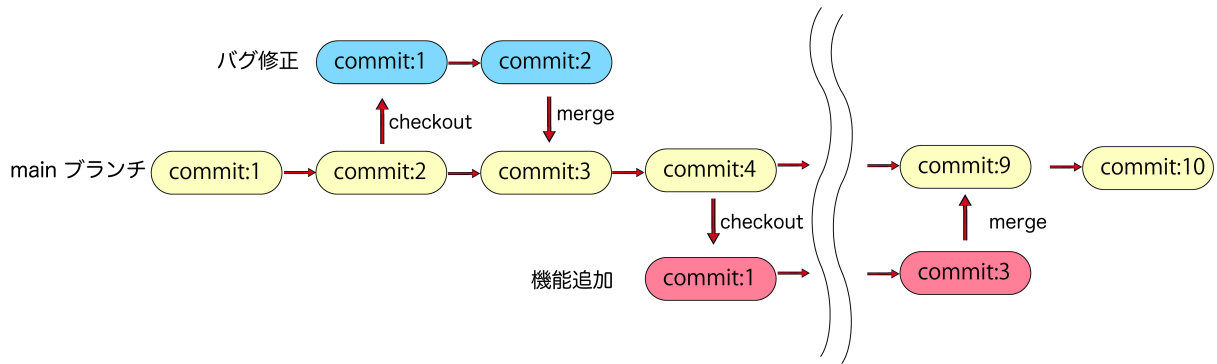 バグ修正 commit:1 commit:2
checkout merge
main ブランチ commit:1 commit:2 commit:3 commit:4 commit:9 commit:10
checkout merge
機能追加 commit:1 commit:3